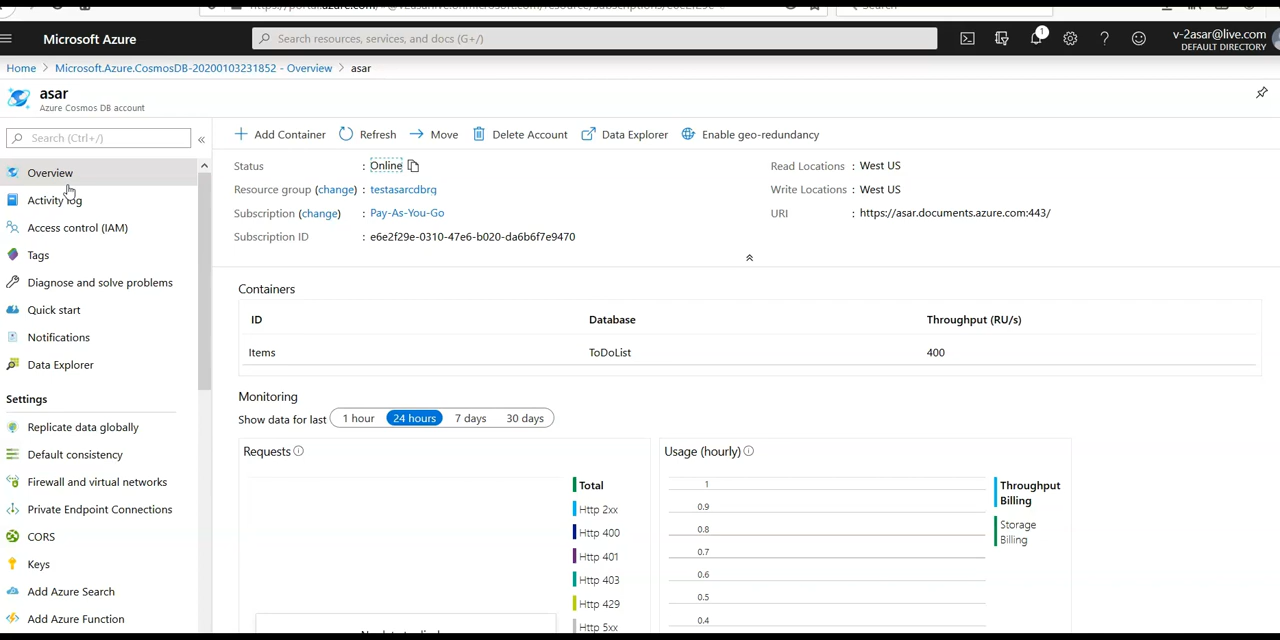 Search
Microsoft Azure
Search resources, services, and docs (G+/)
1
v-2asar@live.com
DEFAULT DIRECTORY
Home > Microsoft.Azure.CosmosDB-20200103231852 - Overview > asar
asar
Azure Cosmos DB account
Search (Ctrl+/)
«
Add Container
Refresh
Move
Delete Account
Data Explorer
Enable geo-redundancy
Overview
Activity log
Access control (IAM)
Tags
Diagnose and solve problems
Quick start
Notifications
Data Explorer
Settings
Replicate data globally
Default consistency
Firewall and virtual networks
Private Endpoint Connections
CORS
Keys
Add Azure Search
Add Azure Function
Status : Online
Resource group (change) : testasarcdbrg
Subscription (change) : Pay-As-You-Go
Subscription ID : e6e2f29e-0310-47e6-b020-da6b6f7e9470
Read Locations : West US
Write Locations : West US
URI : https://asar.documents.azure.com:443/
Containers
ID Database Throughput (RU/s)
Items ToDoList 400
Monitoring
Show data for last 1 hour 24 hours 7 days 30 days
Requests
Total
Http 2xx
Http 400
Http 401
Http 403
Http 429
Http 5xx
Usage (hourly)
1
0.9
0.8
0.7
0.6
0.5
0.4
Throughput
Billing
Storage
Billing